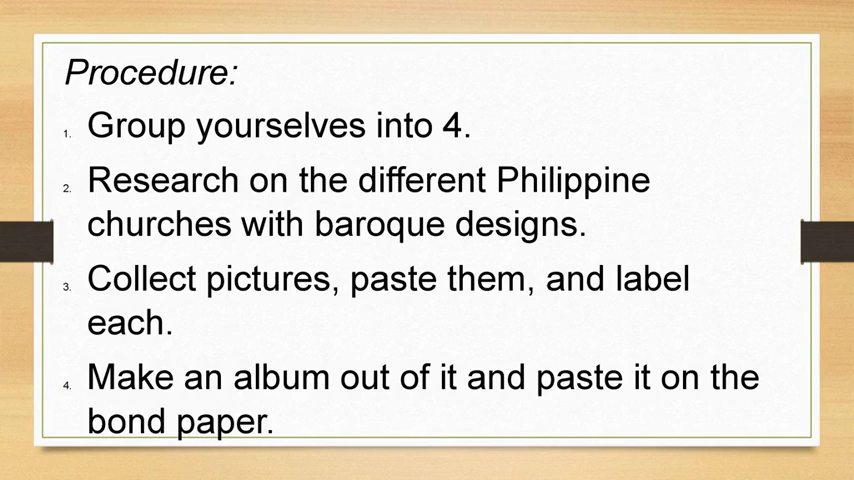 Procedure:
1. Group yourselves into 4.
2. Research on the different Philippine
churches with baroque designs.
3. Collect pictures, paste them, and label
each.
4. Make an album out of it and paste it on the
bond paper.